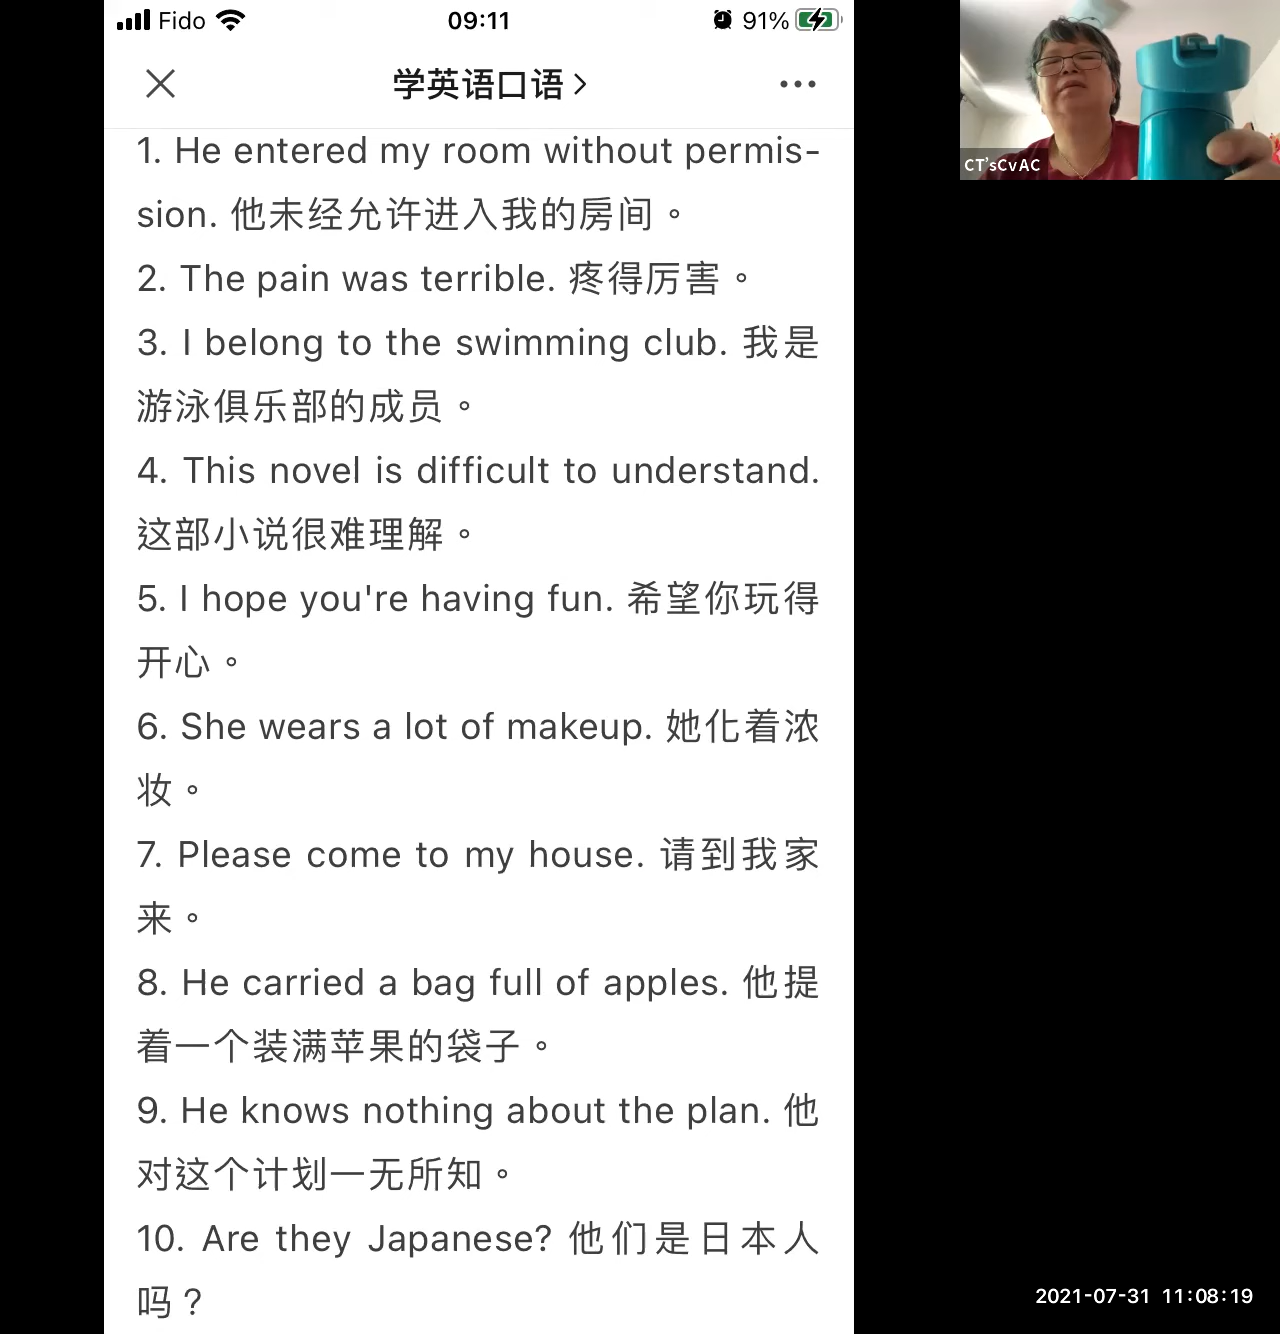 Fido
09:11
91%
学英语口语
1. He entered my room without permis-
sion. 他未经允许进入我的房间。
2. The pain was terrible. 疼得厉害。
3. I belong to the swimming club. 我是
游泳俱乐部的成员。
4. This novel is difficult to understand.
这部小说很难理解。
5. I hope you're having fun. 希望你玩得
开心。
6. She wears a lot of makeup. 她化着浓
妆。
7. Please come to my house. 请到我家
来。
8. He carried a bag full of apples. 他提
着一个装满苹果的袋子。
9. He knows nothing about the plan. 他
对这个计划一无所知。
10. Are they Japanese? 他们是日本人
吗?
CT'sCvAC
2021-07-31 11:08:19